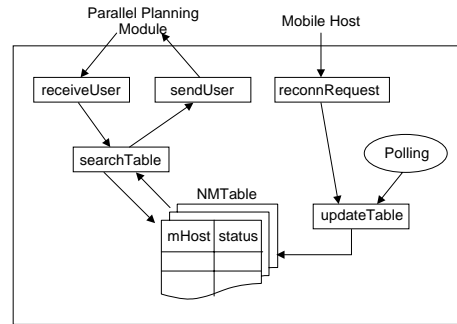 Parallel Planning
Module
Mobile Host
receiveUser
sendUser
reconnRequest
searchTable
Polling
NMTable
updateTable
mHost status